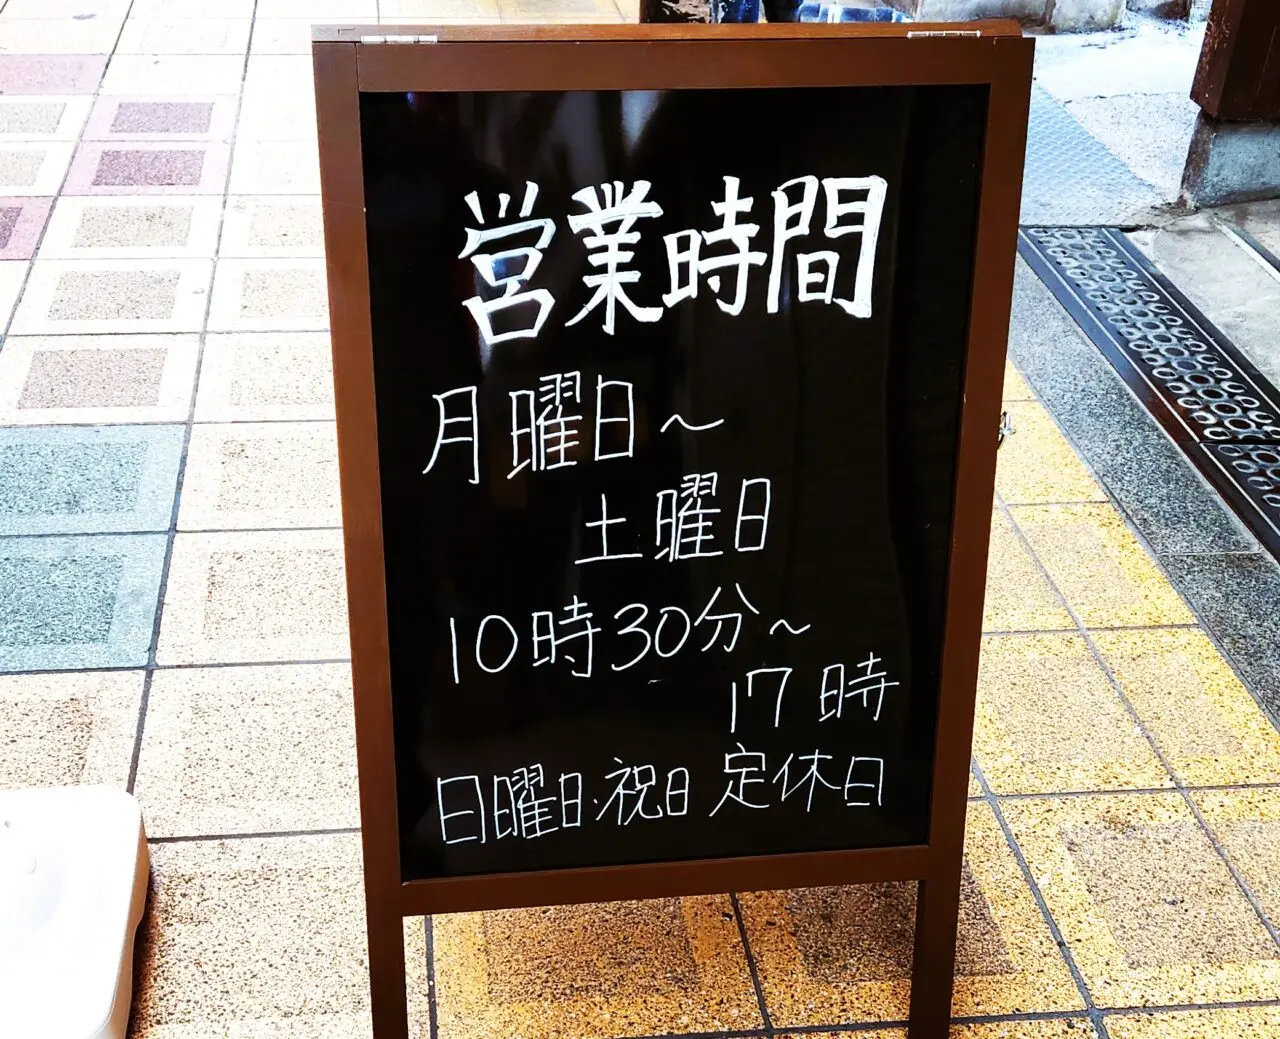 営業時間
月曜日～
土曜日
10時30分～
17時
日曜日・祝日 定休日